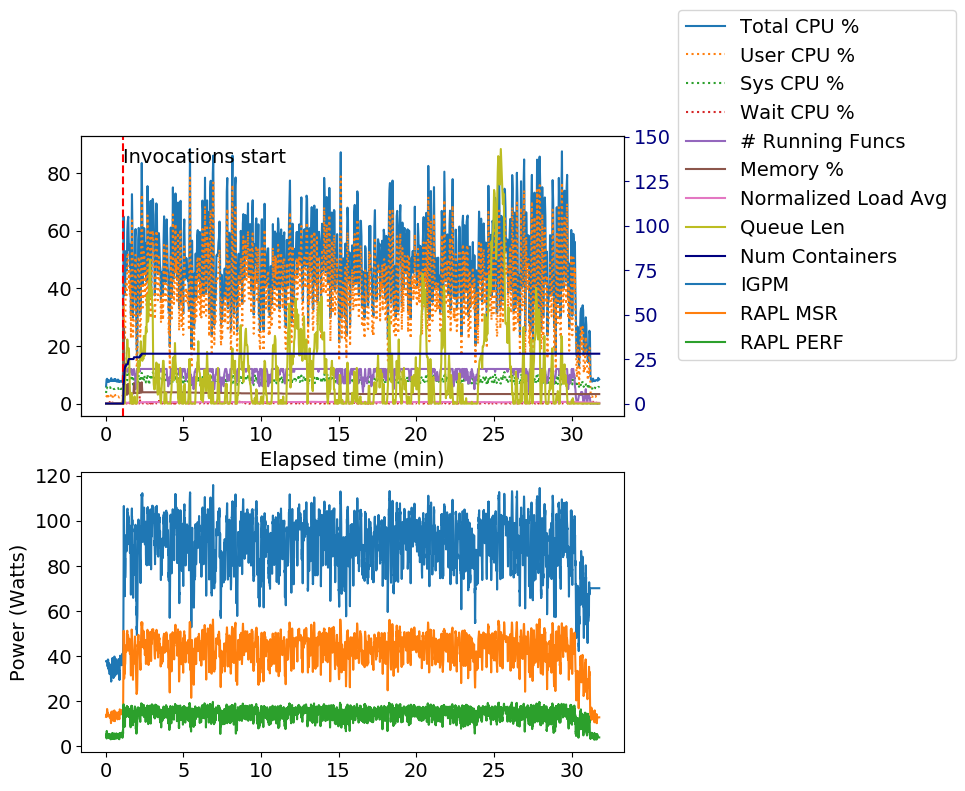 Total CPU %
User CPU %
Sys CPU %
Wait CPU %
# Running Funcs
Memory %
Normalized Load Avg
Queue Len
Num Containers
IGPM
RAPL MSR
RAPL PERF
Invocations start
80
60
40
20
0
150
125
100
75
50
25
0
0 5 10 15 20 25 30
Elapsed time (min)
Power (Watts)
120
100
80
60
40
20
0
0 5 10 15 20 25 30